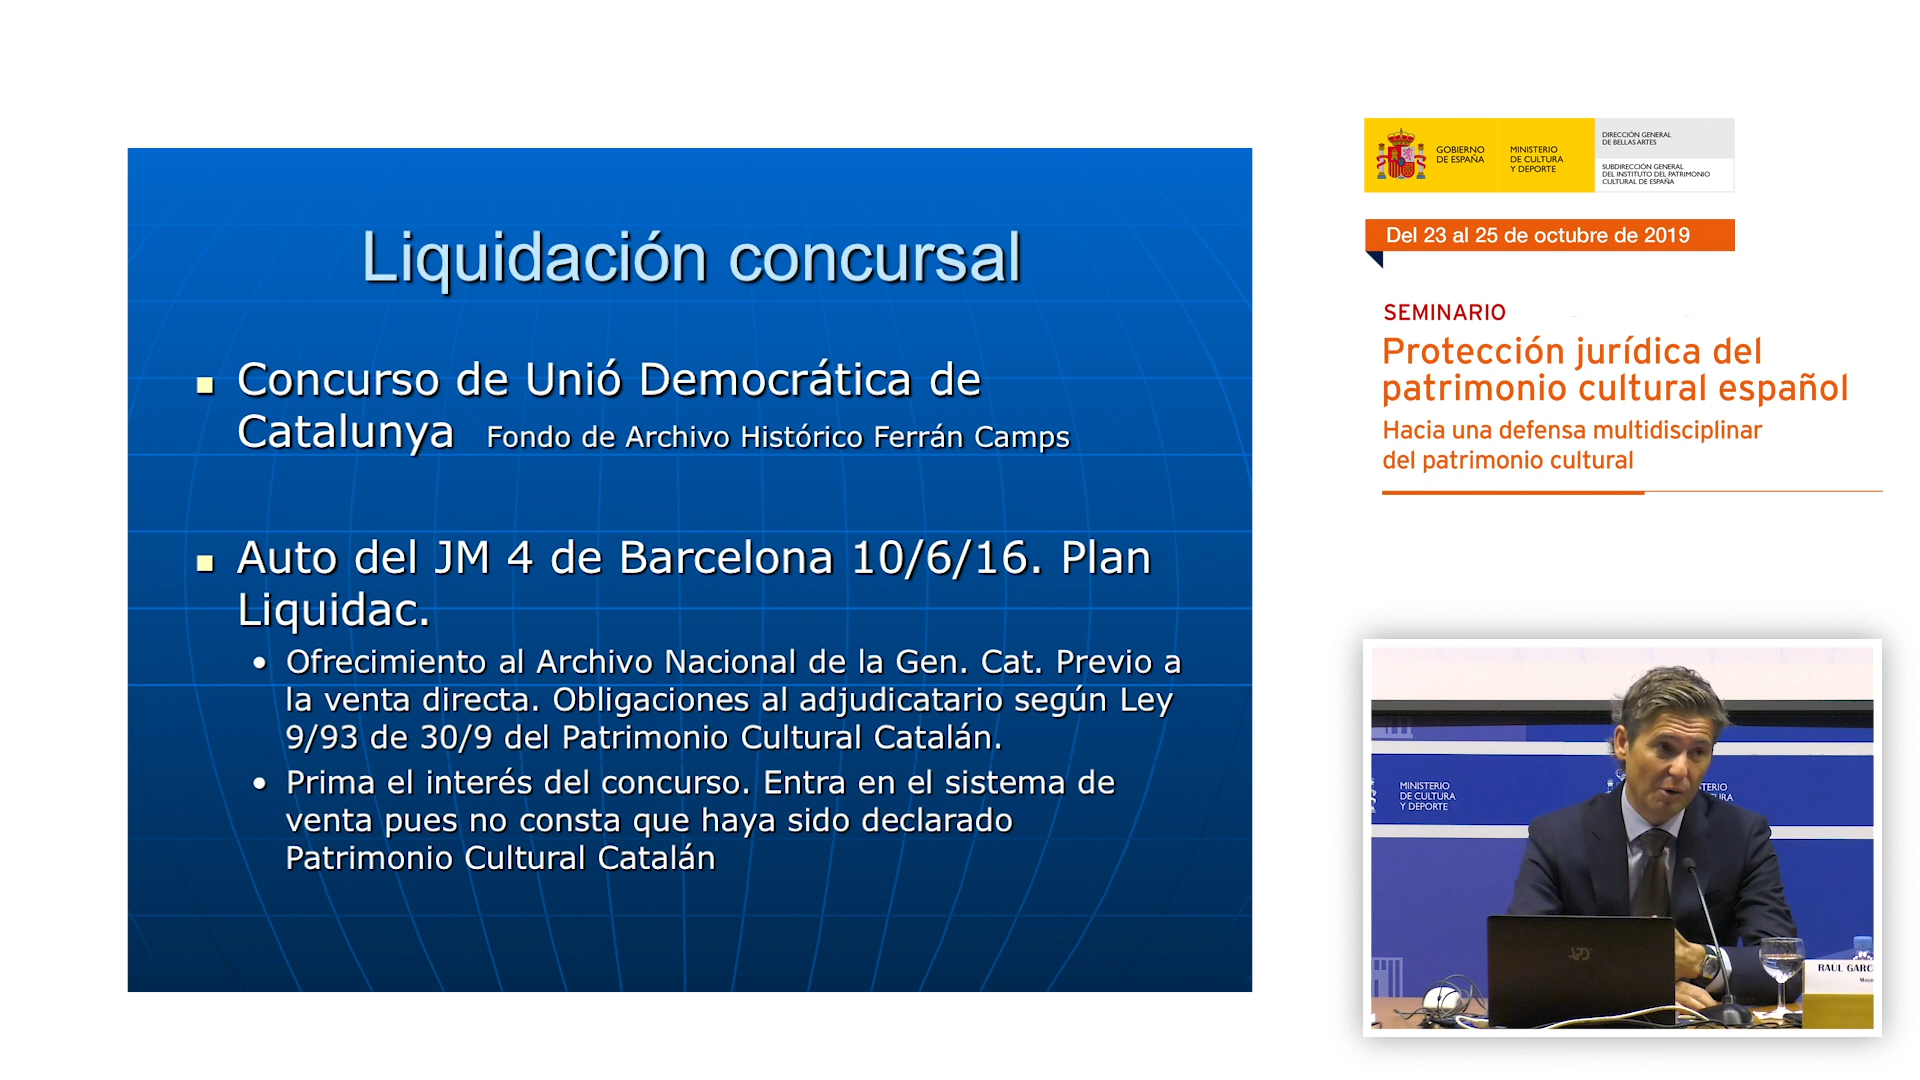 Liquidación concursal
Concurso de Unió Democrática de
Catalunya Fondo de Archivo Histórico Ferrán Camps
Auto del JM 4 de Barcelona 10/6/16. Plan
Liquidac.
Ofrecimiento al Archivo Nacional de la Gen. Cat. Previo a
la venta directa. Obligaciones al adjudicatario según Ley
9/93 de 30/9 del Patrimonio Cultural Catalán.
Prima el interés del concurso. Entra en el sistema de
venta pues no consta que haya sido declarado
Patrimonio Cultural Catalán
GOBIERNO
DE ESPAÑA
MINISTERIO
DE CULTURA
Y DEPORTE
DIRECCIÓN GENERAL
DE BELLAS ARTES
SUBDIRECCIÓN GENERAL
DEL INSTITUTO DEL PATRIMONIO
CULTURAL DE ESPAÑA
Del 23 al 25 de octubre de 2019
SEMINARIO
Protección jurídica del
patrimonio cultural español
Hacia una defensa multidisciplinar
del patrimonio cultural
MINISTERIO
DE CULTURA
Y DEPORTE
RAÚL GARC